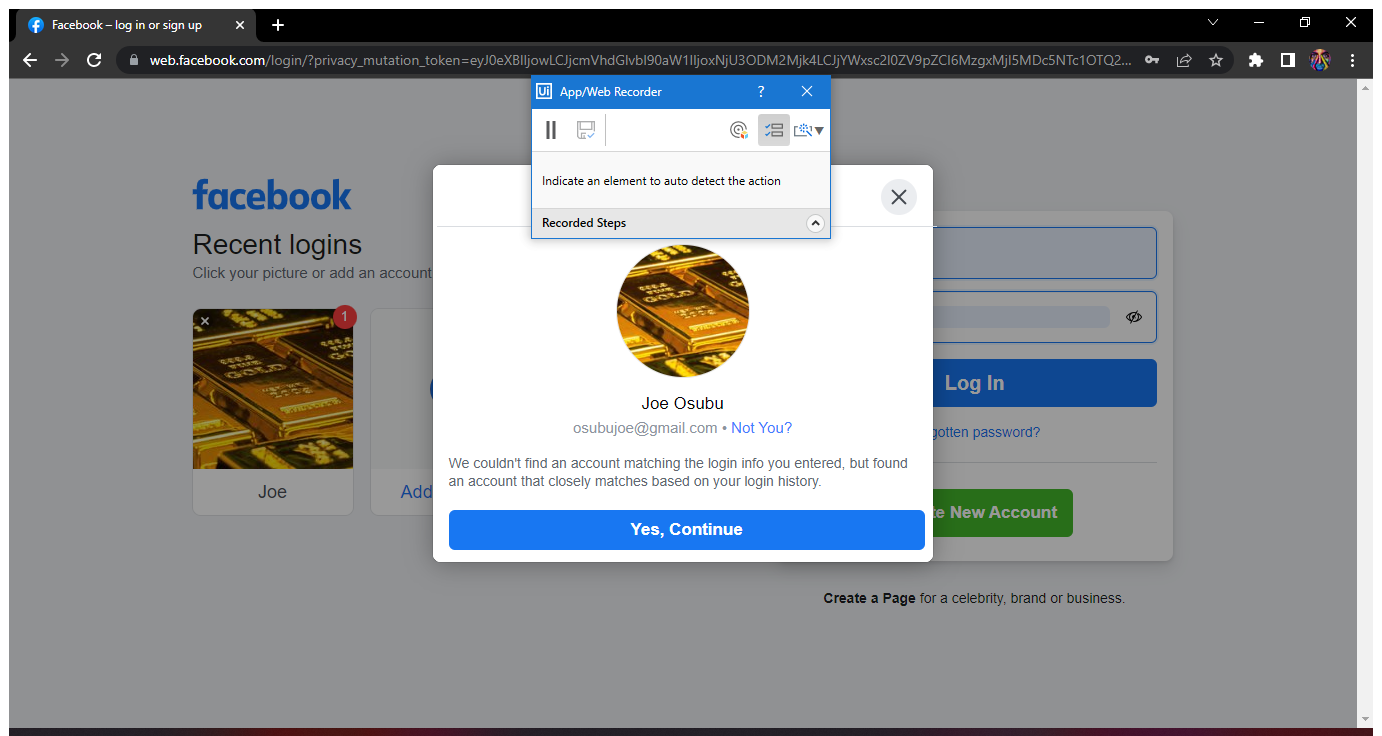 Facebook – log in or sign up
web.facebook.com/login/?privacy_mutation_token=eyJ0eXBlIjowLCJjcmVhdGlvbl90aW1lIjoxNjU3ODM2Mjk4LCJjYWxsc2l0ZV9pZCI6MzgxMjI5MDc5NTc1OTQ2...
Ui App/Web Recorder ?
Indicate an element to auto detect the action
Recorded Steps
facebook
Recent logins
Click your picture or add an account
1
Joe
Add
Joe Osubu
osubujoe@gmail.com • Not You?
We couldn't find an account matching the login info you entered, but found
an account that closely matches based on your login history.
Yes, Continue
Log In
gotten password?
te New Account
Create a Page for a celebrity, brand or business.